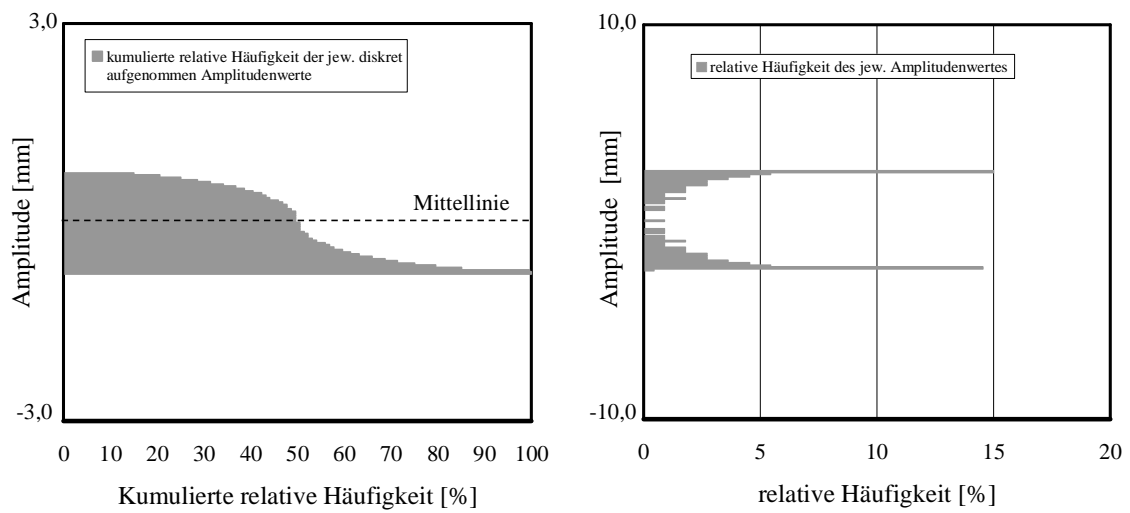 3,0
kumulierte relative Häufigkeit der jew. diskret
aufgenommen Amplitudenwerte
Amplitude [mm]
Mittellinie
-3,0
0 10 20 30 40 50 60 70 80 90 100
Kumulierte relative Häufigkeit [%]
10,0
relative Häufigkeit des jew. Amplitudenwertes
Amplitude [mm]
-10,0
0 5 10 15 20
relative Häufigkeit [%]